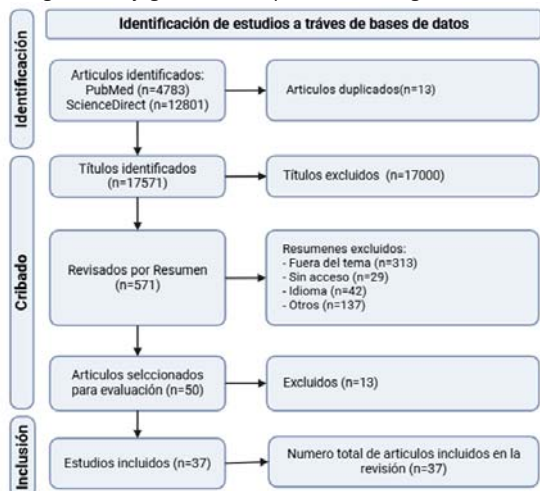 Identificación de estudios a tráves de bases de datos
Identificación
Articulos identificados:
PubMed (n=4783)
ScienceDirect (n=12801)
Articulos duplicados(n=13)
Cribado
Títulos identificados
(n=17571)
Títulos excluidos (n=17000)
Revisados por Resumen
(n=571)
Resumenes excluidos:
- Fuera del tema (n=313)
- Sin acceso (n=29)
- Idioma (n=42)
- Otros (n=137)
Articulos selccionados
para evaluación (n=50)
Excluidos (n=13)
Inclusión
Estudios incluidos (n=37)
Numero total de articulos incluidos en la
revisión (n=37)